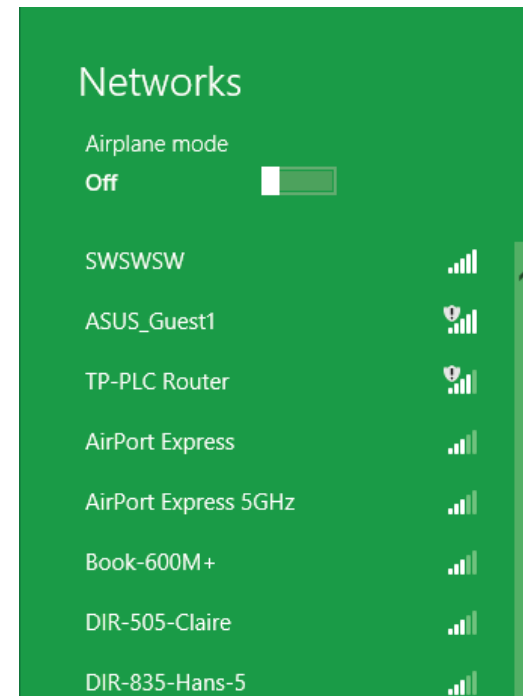 Networks
Airplane mode
Off
SWSWSW
ASUS_Guest1
TP-PLC Router
AirPort Express
AirPort Express 5GHz
Book-600M+
DIR-505-Claire
DIR-835-Hans-5